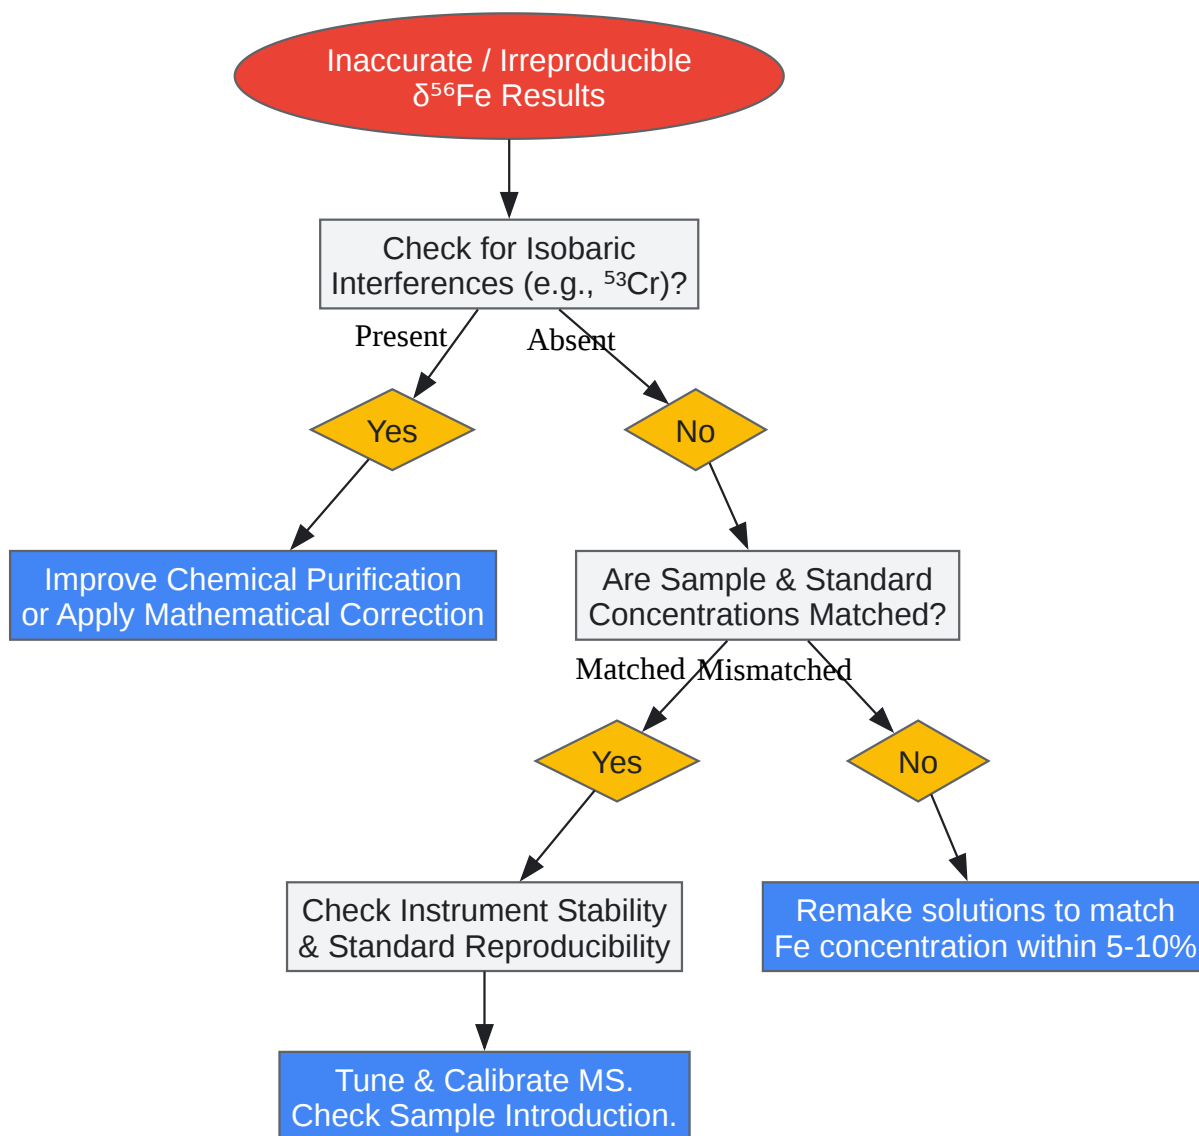 Inaccurate / Irreproducible
δ⁵⁶Fe Results
Check for Isobaric
Interferences (e.g., ⁵³Cr)?
Present
Absent
Yes
No
Improve Chemical Purification
or Apply Mathematical Correction
Are Sample & Standard
Concentrations Matched?
Matched
Mismatched
Yes
No
Check Instrument Stability
& Standard Reproducibility
Remake solutions to match
Fe concentration within 5-10%
Tune & Calibrate MS.
Check Sample Introduction.